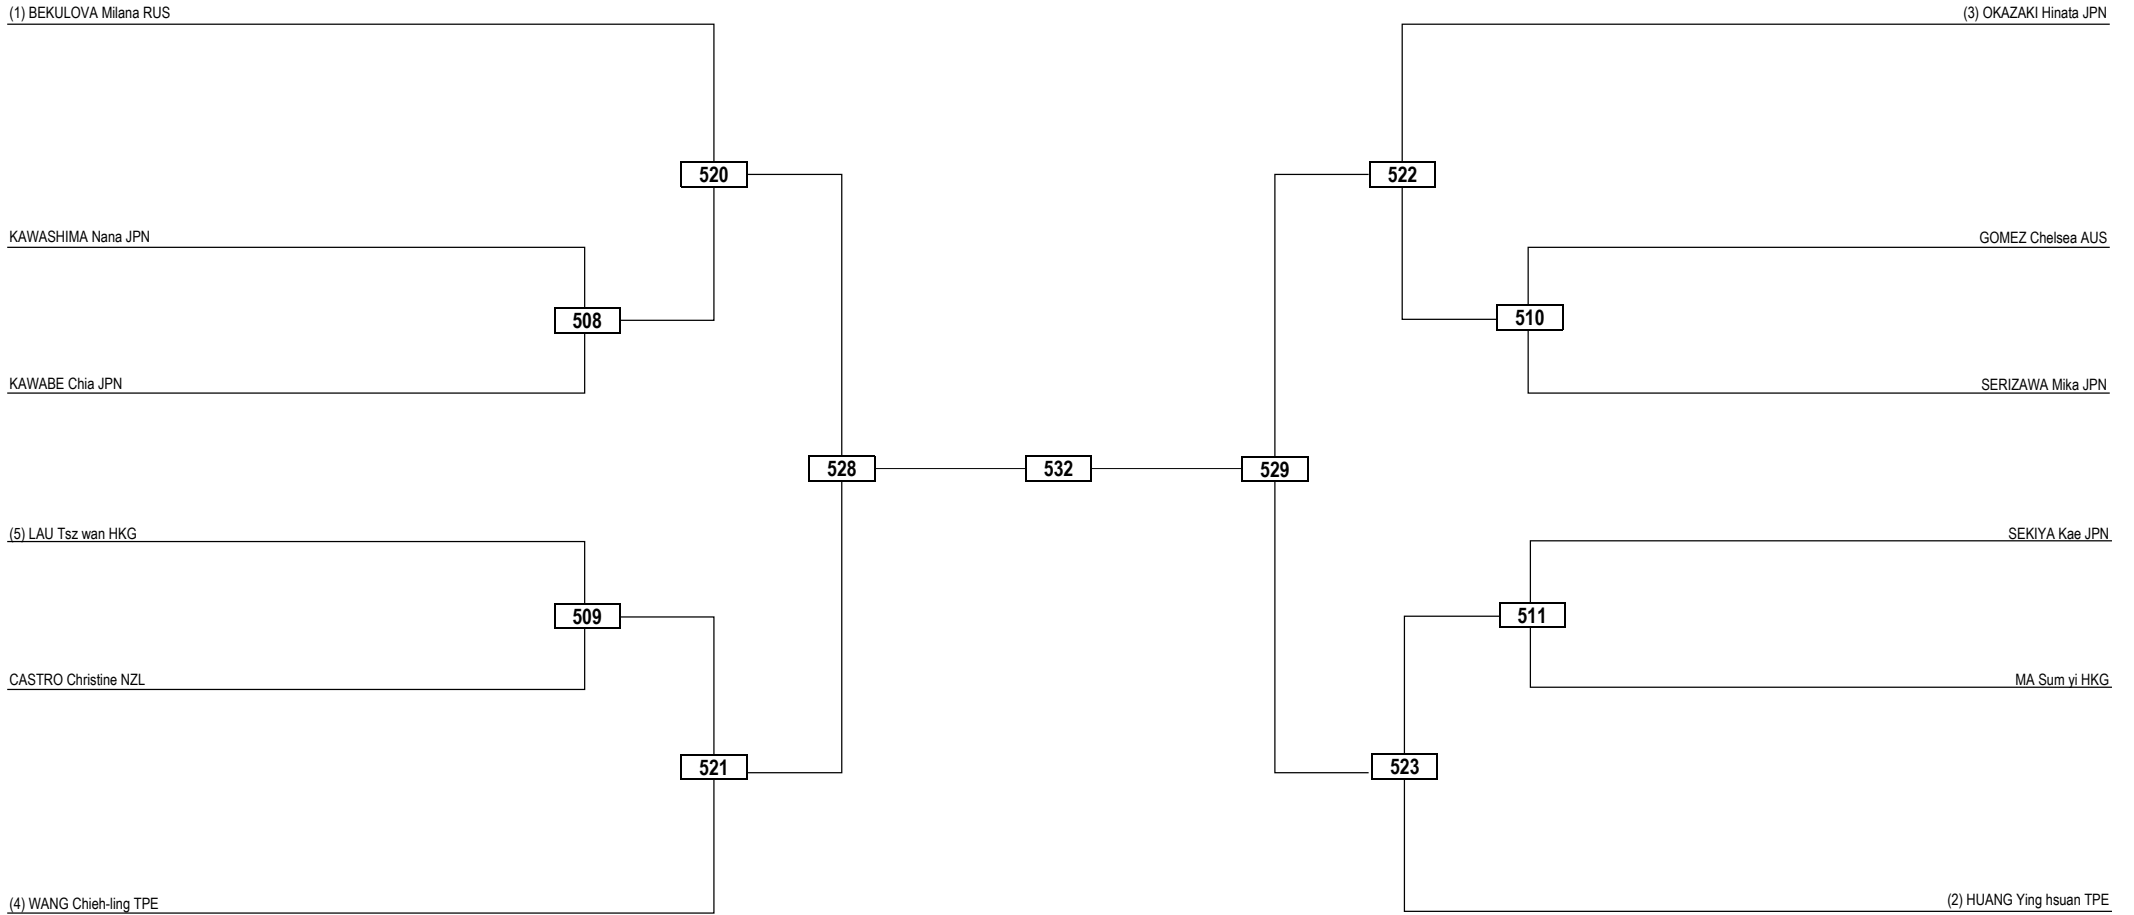 (1) BEKULOVA Milana RUS
(3) OKAZAKI Hinata JPN
520
522
KAWASHIMA Nana JPN
GOMEZ Chelsea AUS
508
510
KAWABE Chia JPN
SERIZAWA Mika JPN
528
532
529
(5) LAU Tsz wan HKG
SEKIYA Kae JPN
509
511
CASTRO Christine NZL
MA Sum yi HKG
521
523
(4) WANG Chieh-ling TPE
(2) HUANG Ying hsuan TPE